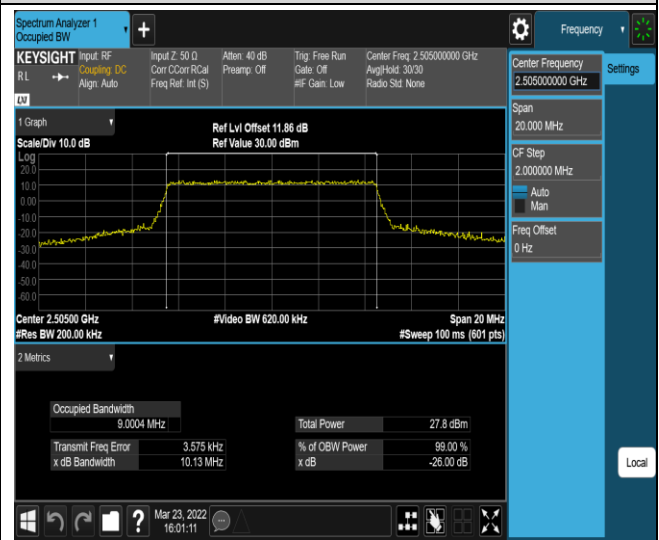 Spectrum Analyzer 1
Occupied BW
+
Frequency
KEYSIGHT
RL
LXI
Input: RF
Coupling: DC
Align: Auto
Input Z: 50 Ω
Corr CCorr RCal
Freq Ref: Int (S)
Atten: 40 dB
Preamp: Off
Trig: Free Run
Gate: Off
#IF Gain: Low
Center Freq: 2.505000000 GHz
Avg|Hold: 30/30
Radio Std: None
Center Frequency
2.505000000 GHz
Settings
Span
20.000 MHz
CF Step
2.000000 MHz
Auto
Man
Freq Offset
0 Hz
1 Graph
Scale/Div 10.0 dB
Ref Lvl Offset 11.86 dB
Ref Value 30.00 dBm
Log
20.0
10.0
0.00
-10.0
-20.0
-30.0
-40.0
-50.0
-60.0
Center 2.50500 GHz
#Res BW 200.00 kHz
#Video BW 620.00 kHz
Span 20 MHz
#Sweep 100 ms (601 pts)
2 Metrics
Occupied Bandwidth
9.0004 MHz
Total Power 27.8 dBm
Transmit Freq Error 3.575 kHz
% of OBW Power 99.00 %
x dB Bandwidth 10.13 MHz
x dB -26.00 dB
Local
?
Mar 23, 2022
16:01:11